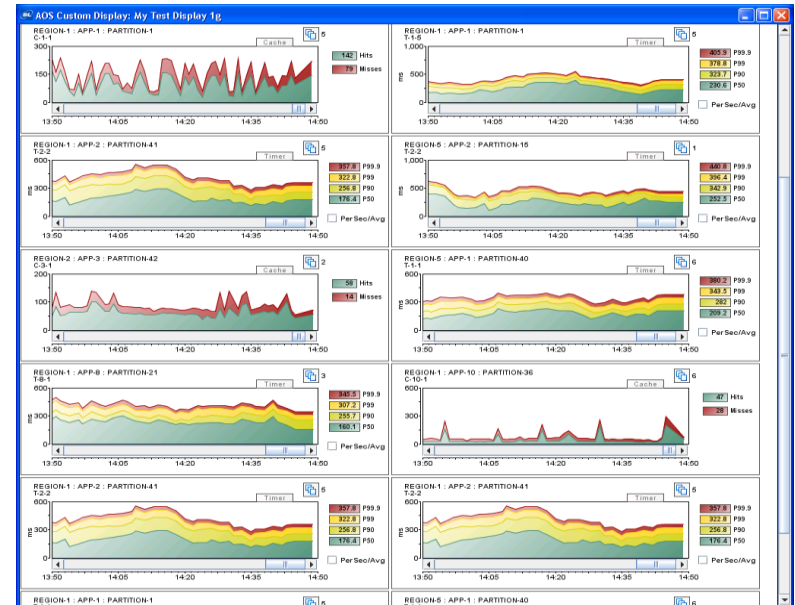 AOS Custom Display: My Test Display 1g
REGION-1 : APP-1 : PARTITION-1
C-1-1
Cache
5
300
150
0
142 Hits
79 Misses
13:50 14:05 14:20 14:35 14:50
REGION-1 : APP-1 : PARTITION-1
T-1-5
Timer
5
1,000
500
0
ms
405.9 P99.9
378.8 P99
323.7 P90
230.6 P50
PerSec/Avg
13:50 14:05 14:20 14:35 14:50
REGION-1 : APP-2 : PARTITION-41
T-2-2
Timer
5
600
300
0
ms
357.8 P99.9
322.8 P99
256.8 P90
176.4 P50
PerSec/Avg
13:50 14:05 14:20 14:35 14:50
REGION-5 : APP-2 : PARTITION-15
T-2-2
Timer
1
1,000
500
0
ms
440.8 P99.9
396.4 P99
342.9 P90
252.5 P50
PerSec/Avg
13:50 14:05 14:20 14:35 14:50
REGION-2 : APP-3 : PARTITION-42
C-3-1
Cache
2
200
100
0
58 Hits
14 Misses
13:50 14:05 14:20 14:35 14:50
REGION-5 : APP-1 : PARTITION-40
T-1-1
Timer
6
600
300
0
ms
380.2 P99.9
343.5 P99
282 P90
209.2 P50
PerSec/Avg
13:50 14:05 14:20 14:35 14:50
REGION-1 : APP-8 : PARTITION-21
T-8-1
Timer
3
600
300
0
ms
345.5 P99.9
307.2 P99
255.7 P90
160.1 P50
PerSec/Avg
13:50 14:05 14:20 14:35 14:50
REGION-1 : APP-10 : PARTITION-36
C-10-1
Cache
6
600
300
0
47 Hits
28 Misses
13:50 14:05 14:20 14:35 14:50
REGION-1 : APP-2 : PARTITION-41
T-2-2
Timer
5
600
300
0
ms
357.8 P99.9
322.8 P99
256.8 P90
176.4 P50
PerSec/Avg
13:50 14:05 14:20 14:35 14:50
REGION-1 : APP-2 : PARTITION-41
T-2-2
Timer
5
600
300
0
ms
357.8 P99.9
322.8 P99
256.8 P90
176.4 P50
PerSec/Avg
13:50 14:05 14:20 14:35 14:50
REGION-1 : APP-1 : PARTITION-1
5
REGION-5 : APP-1 : PARTITION-40
6